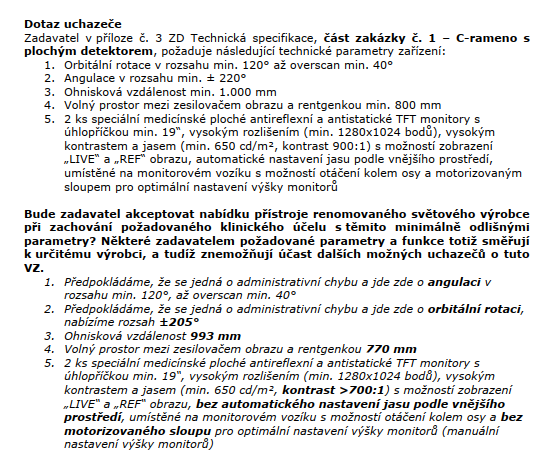 Dotaz uchazeče
Zadavatel v příloze č. 3 ZD Technická specifikace, část zakázky č. 1 – C-rameno s
plochým detektorem, požaduje následující technické parametry zařízení:
1. Orbitální rotace v rozsahu min. 120° až overscan min. 40°
2. Angulace v rozsahu min. ± 220°
3. Ohnisková vzdálenost min. 1.000 mm
4. Volný prostor mezi zesilovačem obrazu a rentgenkou min. 800 mm
5. 2 ks speciální medicínské ploché antireflexní a antistatické TFT monitory s
úhlopříčkou min. 19“, vysokým rozlišením (min. 1280x1024 bodů), vysokým
kontrastem a jasem (min. 650 cd/m², kontrast 900:1) s možností zobrazení
„LIVE“ a „REF“ obrazu, automatické nastavení jasu podle vnějšího prostředí,
umístěné na monitorovém vozíku s možností otáčení kolem osy a motorizovaným
sloupem pro optimální nastavení výšky monitorů
Bude zadavatel akceptovat nabídku přístroje renomovaného světového výrobce
při zachování požadovaného klinického účelu s těmito minimálně odlišnými
parametry? Některé zadavatelem požadované parametry a funkce totiž směřují
k určitému výrobci, a tudíž znemožňují účast dalších možných uchazečů o tuto
VZ.
1. Předpokládáme, že se jedná o administrativní chybu a jde zde o angulaci v
rozsahu min. 120°, až overscan min. 40°
2. Předpokládáme, že se jedná o administrativní chybu a jde zde o orbitální rotaci,
nabízíme rozsah ±205°
3. Ohnisková vzdálenost 993 mm
4. Volný prostor mezi zesilovačem obrazu a rentgenkou 770 mm
5. 2 ks speciální medicínské ploché antireflexní a antistatické TFT monitory s
úhlopříčkou min. 19“, vysokým rozlišením (min. 1280x1024 bodů), vysokým
kontrastem a jasem (min. 650 cd/m², kontrast >700:1) s možností zobrazení
„LIVE“ a „REF“ obrazu, bez automatického nastavení jasu podle vnějšího
prostředí, umístěné na monitorovém vozíku s možností otáčení kolem osy a bez
motorizovaného sloupu pro optimální nastavení výšky monitorů (manuální
nastavení výšky monitorů)